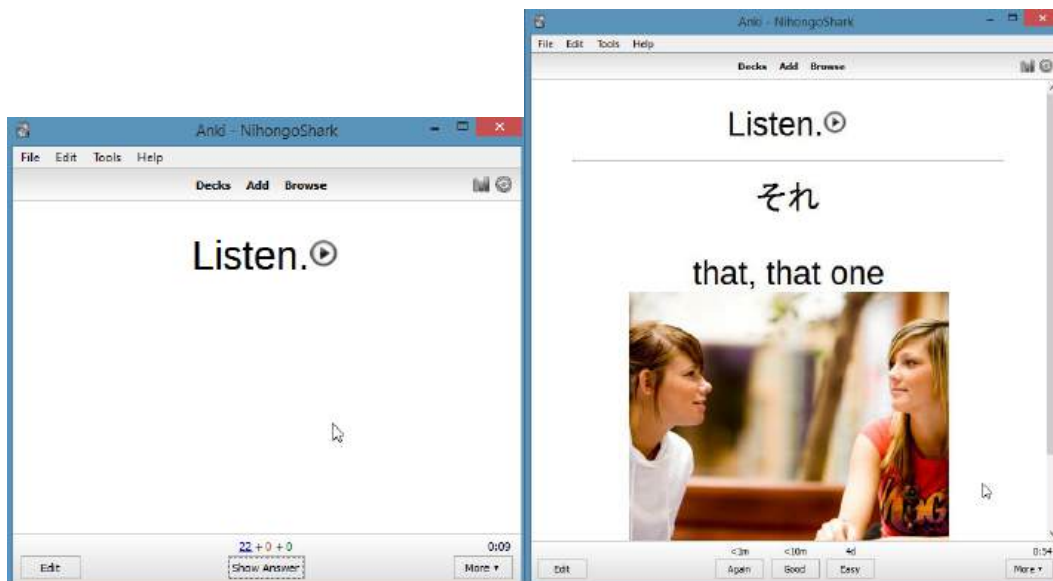 Anki - NihongoShark
File Edit Tools Help
Decks Add Browse
Listen.
22 + 0 + 0
0:09
Edit
Show Answer
More
Anki - NihongoShark
File Edit Tools Help
Decks Add Browse
Listen.
それ
that, that one
<1m <10m 4d
0:54
Edit
Again Good Easy
More